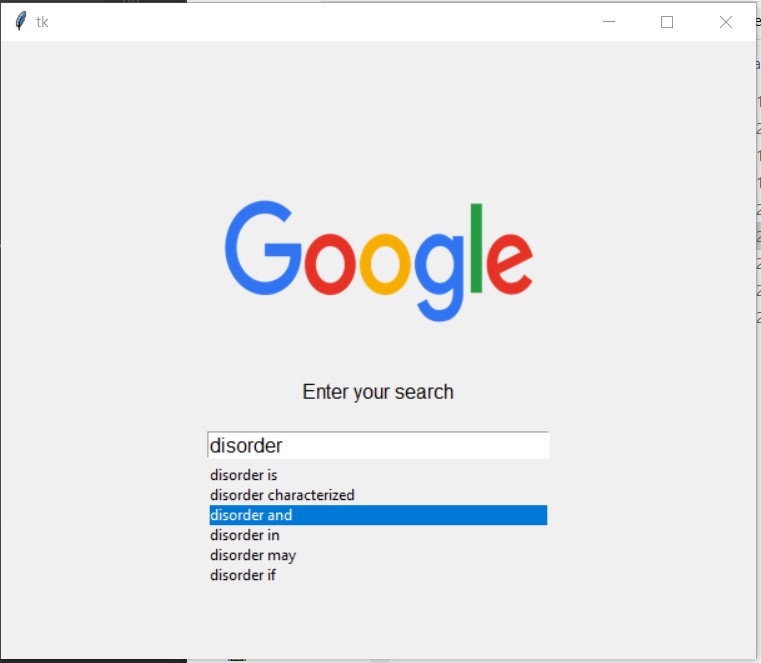 tk
Google
Enter your search
disorder
disorder is
disorder characterized
disorder and
disorder in
disorder may
disorder if